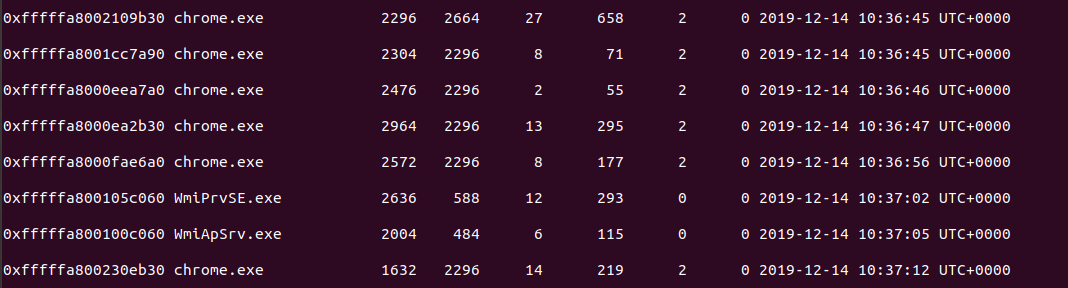 0xfffffa8002109b30 chrome.exe 2296 2664 27 658 2 0 2019-12-14 10:36:45 UTC+0000
0xfffffa8001cc7a90 chrome.exe 2304 2296 8 71 2 0 2019-12-14 10:36:45 UTC+0000
0xfffffa8000eea7a0 chrome.exe 2476 2296 2 55 2 0 2019-12-14 10:36:46 UTC+0000
0xfffffa8000ea2b30 chrome.exe 2964 2296 13 295 2 0 2019-12-14 10:36:47 UTC+0000
0xfffffa8000fae6a0 chrome.exe 2572 2296 8 177 2 0 2019-12-14 10:36:56 UTC+0000
0xfffffa800105c060 WmiPrvSE.exe 2636 588 12 293 0 0 2019-12-14 10:37:02 UTC+0000
0xfffffa800100c060 WmiApSrv.exe 2004 484 6 115 0 0 2019-12-14 10:37:05 UTC+0000
0xfffffa800230eb30 chrome.exe 1632 2296 14 219 2 0 2019-12-14 10:37:12 UTC+0000